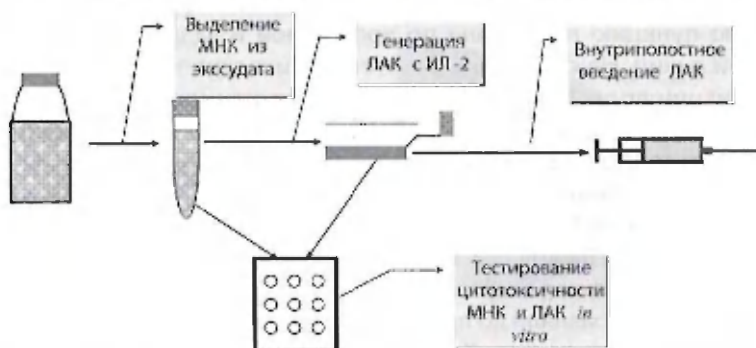 Выделение
МНК из
экссудата
Генерация
ЛАК с ИЛ-2
Внутриполостное
введение ЛАК
Тестирование
цитотоксичности
МНК и ЛАК in
vitro